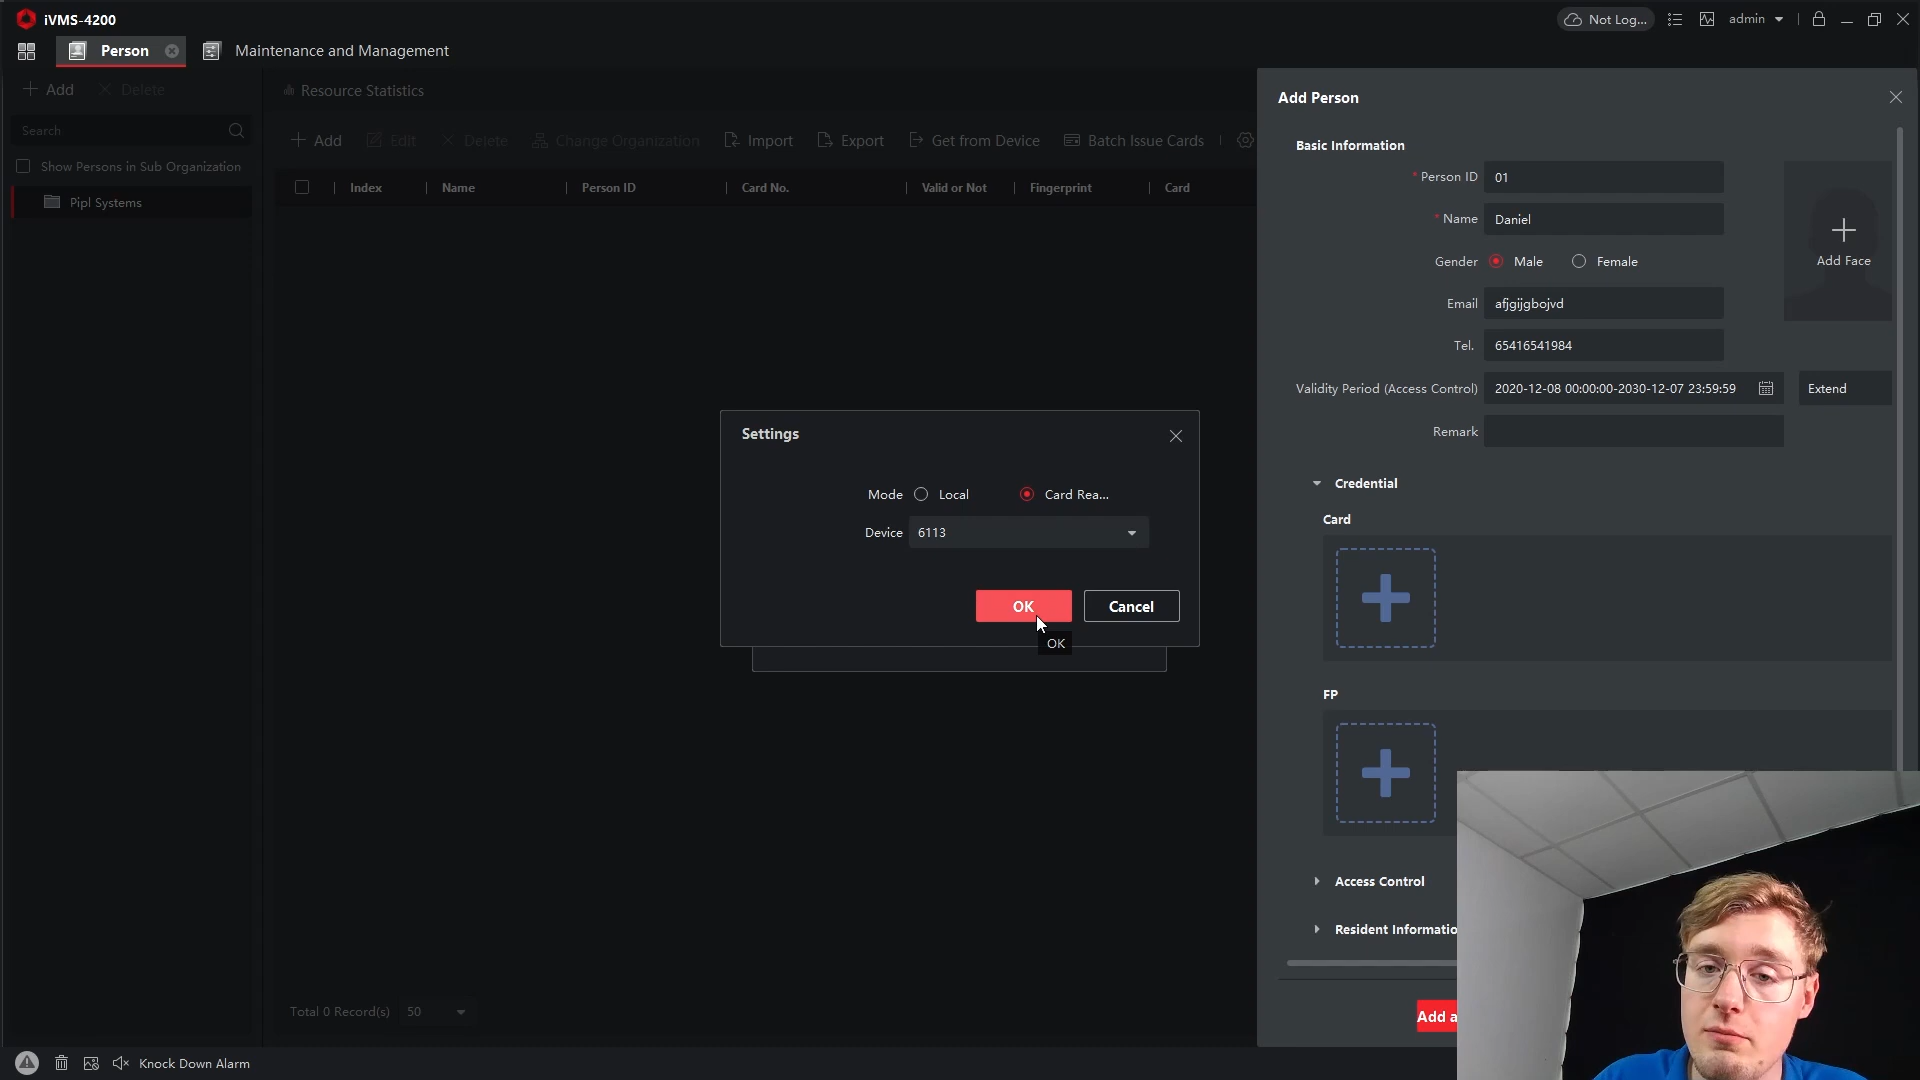 iVMS-4200
Not Log...
admin
Person
Maintenance and Management
Add
Delete
Search
Show Persons in Sub Organization
Pipl Systems
Resource Statistics
Add
Edit
Delete
Change Organization
Import
Export
Get from Device
Batch Issue Cards
Index
Name
Person ID
Card No.
Valid or Not
Fingerprint
Card
Total 0 Record(s)
50
Settings
Mode
Local
Card Rea...
Device
6113
OK
Cancel
OK
Add Person
Basic Information
* Person ID
01
* Name
Daniel
Gender
Male
Female
Email
afjgijgbojvd
Tel.
65416541984
Add Face
Validity Period (Access Control)
2020-12-08 00:00:00-2030-12-07 23:59:59
Extend
Remark
Credential
Card
FP
Access Control
Resident Informatio
Add a
Knock Down Alarm